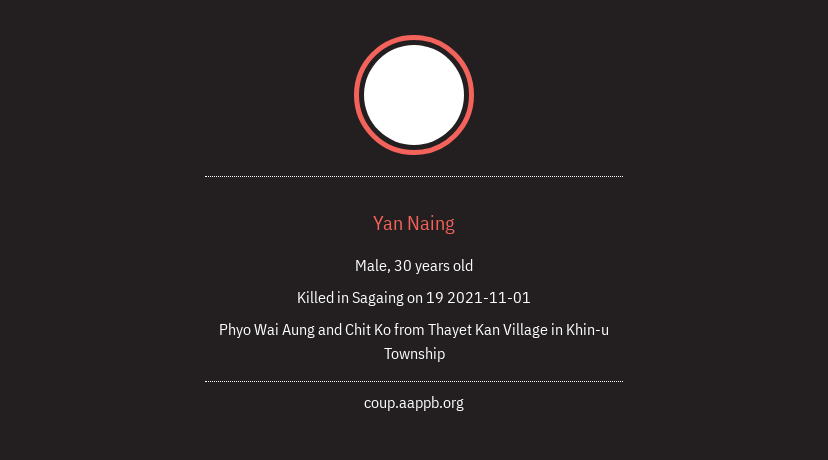 Yan Naing
Male, 30 years old
Killed in Sagaing on 19 2021-11-01
Phyo Wai Aung and Chit Ko from Thayet Kan Village in Khin-u
Township
coup.aappb.org